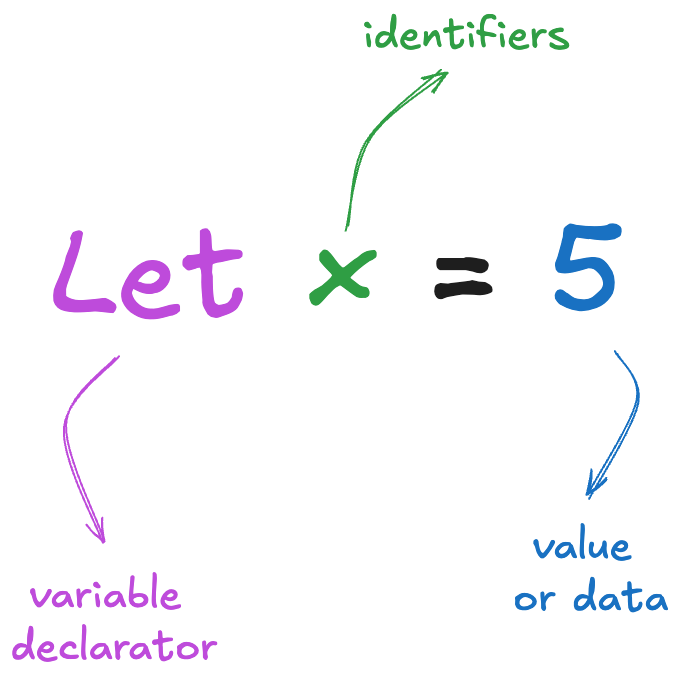 identifiers
Let x = 5
variable
declarator
value
or data